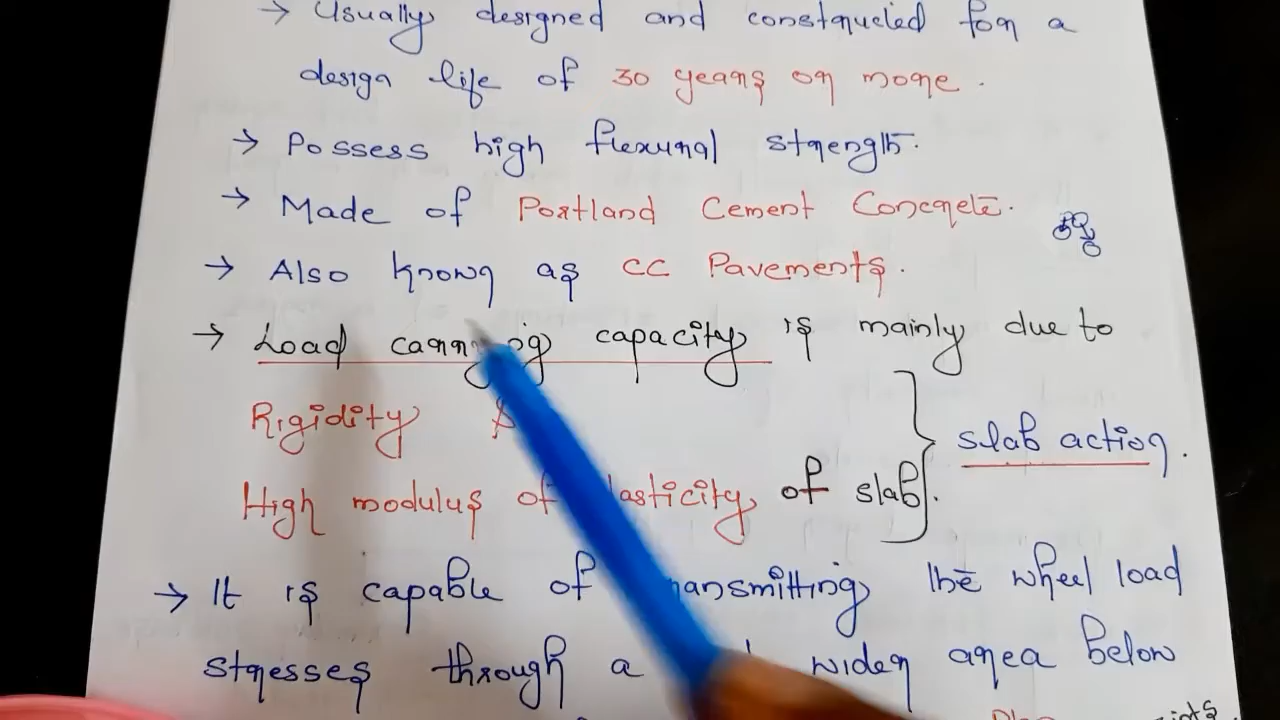 → Usually designed and constructed for a
design life of 30 years or more.
→ Possess high flexural strength.
→ Made of Portland Cement Concrete.
→ Also known as CC Pavements.
→ Load carrying capacity is mainly due to
Rigidity &
High modulus of elasticity of slab.
slab action.
→ It is capable of transmitting the wheel load
stresses through a wider area below